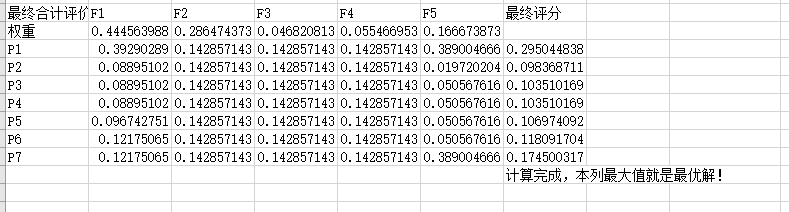 最终合计评价 F1 F2 F3 F4 F5 最终评分
权重 0.444563988 0.286474373 0.046820813 0.055466953 0.166673873
P1 0.39290289 0.142857143 0.142857143 0.142857143 0.389004666 0.295044838
P2 0.08895102 0.142857143 0.142857143 0.142857143 0.019720204 0.098368711
P3 0.08895102 0.142857143 0.142857143 0.142857143 0.050567616 0.103510169
P4 0.08895102 0.142857143 0.142857143 0.142857143 0.050567616 0.103510169
P5 0.096742751 0.142857143 0.142857143 0.142857143 0.050567616 0.106974092
P6 0.12175065 0.142857143 0.142857143 0.142857143 0.050567616 0.118091704
P7 0.12175065 0.142857143 0.142857143 0.142857143 0.389004666 0.174500317
计算完成，本列最大值就是最优解！